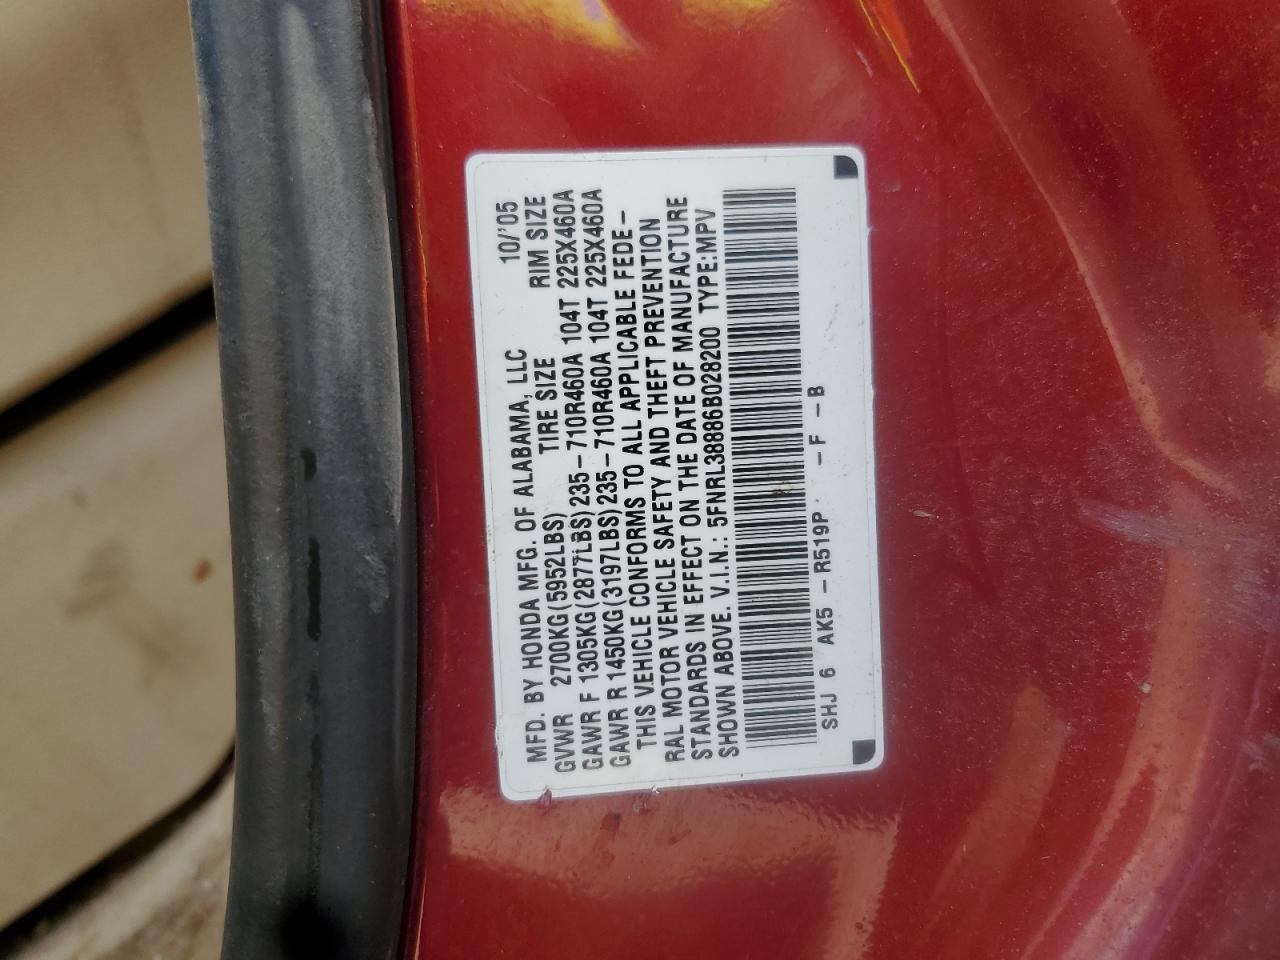 MFD. BY HONDA MFG. OF ALABAMA, LLC 10/'05
GVWR 2700KG(5952LBS) TIRE SIZE RIM SIZE
GAWR F 1305KG(2877LBS)235-710R460A 104T 225X460A
GAWR R 1450KG(3197LBS)235-710R460A 104T 225X460A
THIS VEHICLE CONFORMS TO ALL APPLICABLE FEDE-
RAL MOTOR VEHICLE SAFETY AND THEFT PREVENTION
STANDARDS IN EFFECT ON THE DATE OF MANUFACTURE
SHOWN ABOVE. V.I.N.: 5FNRL38886B028200 TYPE:MPV
SHJ 6 AK5-R519P -F-B